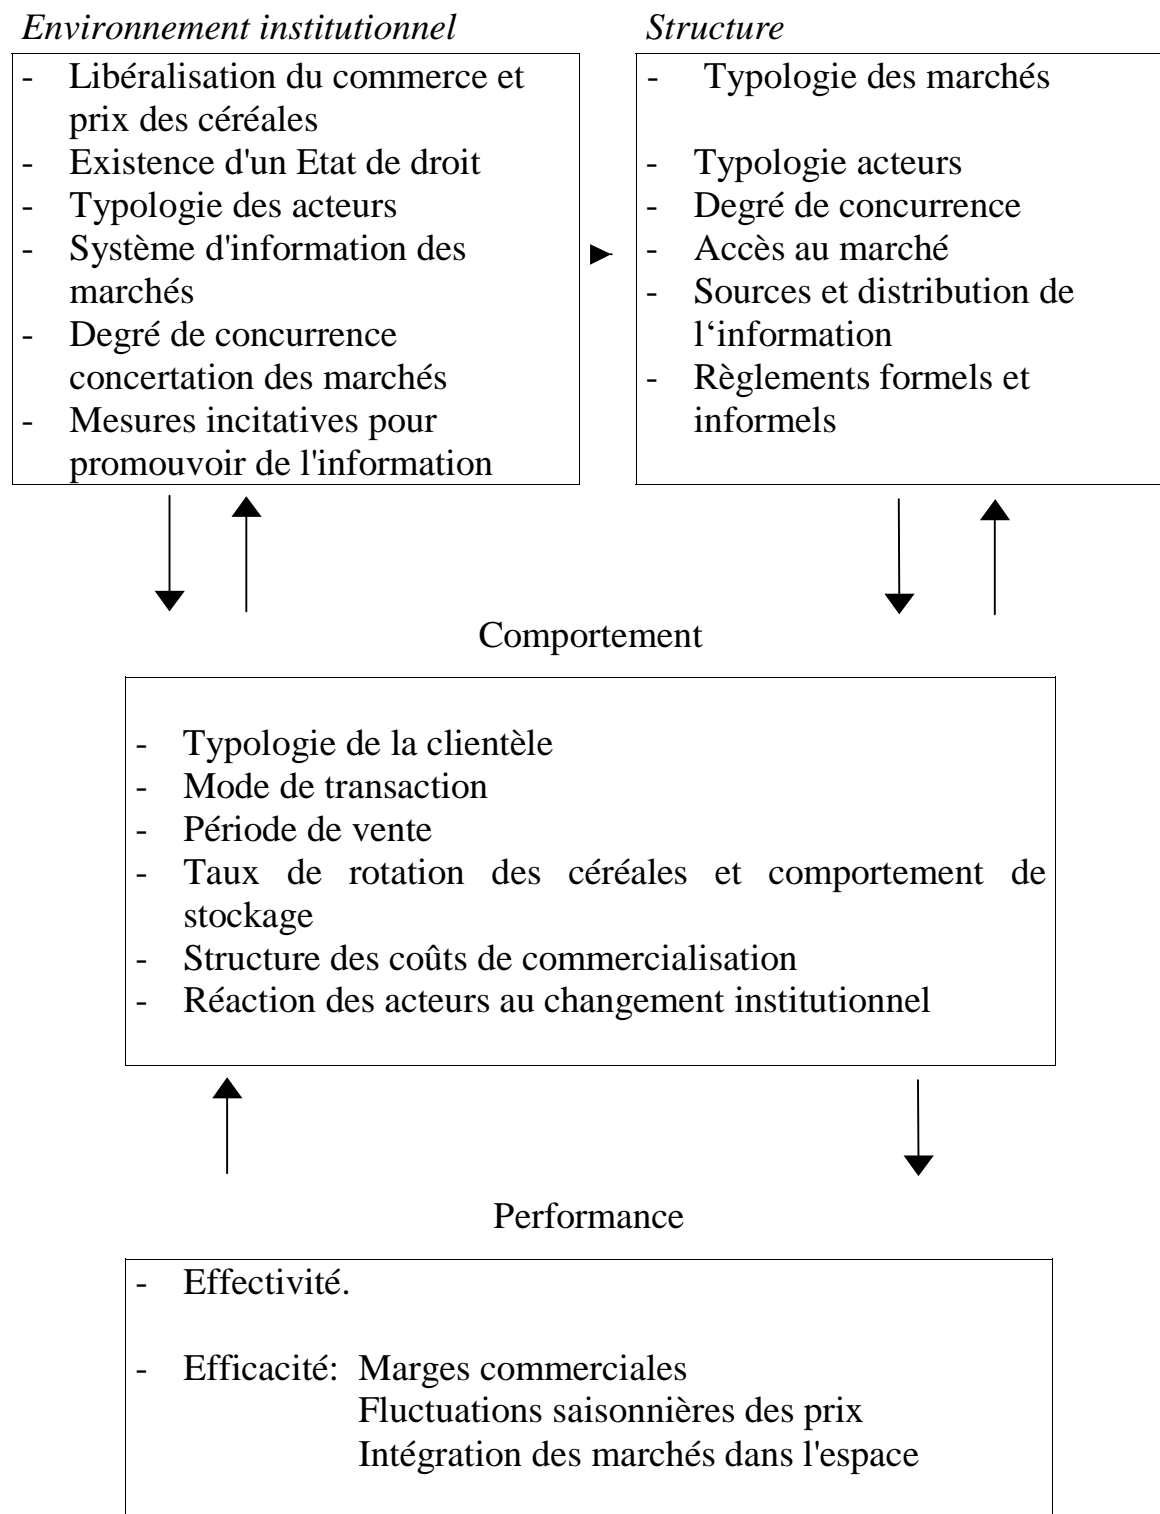 Environnement institutionnel
- Libéralisation du commerce et
prix des céréales
- Existence d'un Etat de droit
- Typologie des acteurs
- Système d'information des
marchés
- Degré de concurrence
concertation des marchés
- Mesures incitatives pour
promouvoir de l'information
Structure
- Typologie des marchés
- Typologie acteurs
- Degré de concurrence
- Accès au marché
- Sources et distribution de
l‘information
- Règlements formels et
informels
Comportement
- Typologie de la clientèle
- Mode de transaction
- Période de vente
- Taux de rotation des céréales et comportement de
stockage
- Structure des coûts de commercialisation
- Réaction des acteurs au changement institutionnel
Performance
- Effectivité.
- Efficacité: Marges commerciales
Fluctuations saisonnières des prix
Intégration des marchés dans l'espace